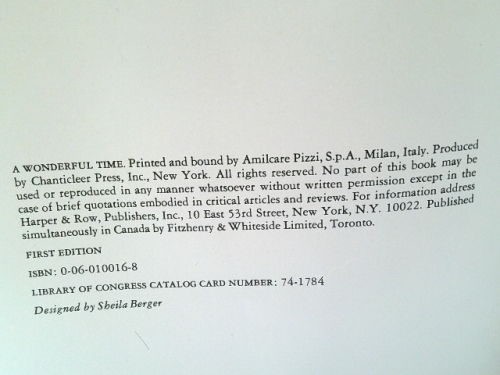 A WONDERFUL TIME. Printed and bound by Amilcare Pizzi, S.p.A., Milan, Italy. Produced
by Chanticleer Press, Inc., New York. All rights reserved. No part of this book may be
used or reproduced in any manner whatsoever without written permission except in the
case of brief quotations embodied in critical articles and reviews. For information address
Harper & Row, Publishers, Inc., 10 East 53rd Street, New York, N.Y. 10022. Published
simultaneously in Canada by Fitzhenry & Whiteside Limited, Toronto.
FIRST EDITION
ISBN: 0-06-010016-8
LIBRARY OF CONGRESS CATALOG CARD NUMBER: 74-1784
Designed by Sheila Berger